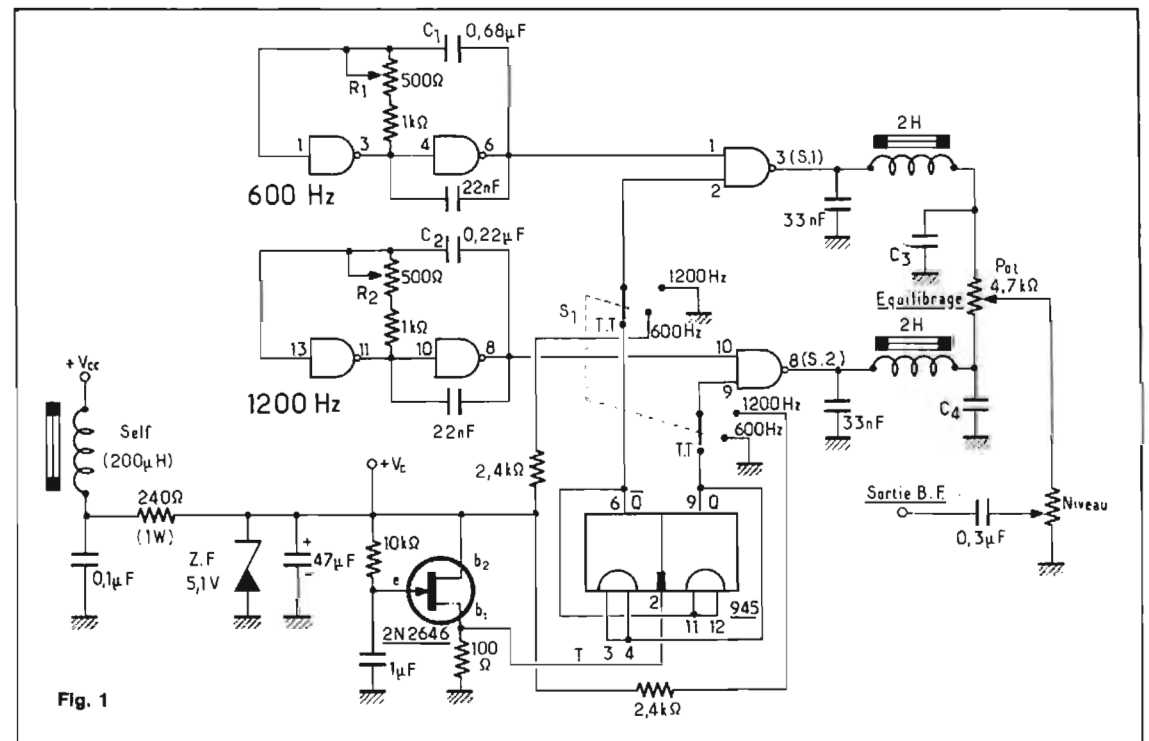 C1 0,68µF
R1
500Ω
1kΩ
1 3 4 6
22nF
600 Hz
C2 0,22µF
R2
500Ω
1kΩ
13 11 10 8
22nF
1200 Hz
1
2
3 (S.1)
2H
33nF
C3
Pot
4,7kΩ
Equilibrage
2H
10
9
8 (S.2)
33nF
C4
1200Hz
600Hz
S1
T.T
1200Hz
600Hz
T.T
+ Vcc
Self
(200µH)
240Ω
(1W)
0,1µF
Z.F
5,1V
+
47µF
-
+ Vc
10kΩ
e
b2
b1
2N2646
1µF
100
Ω
2,4kΩ
6 Q̅
9 Q
2
945
11 12
3 4
T
2,4kΩ
Sortie B.F.
0,3µF
Niveau
Fig. 1